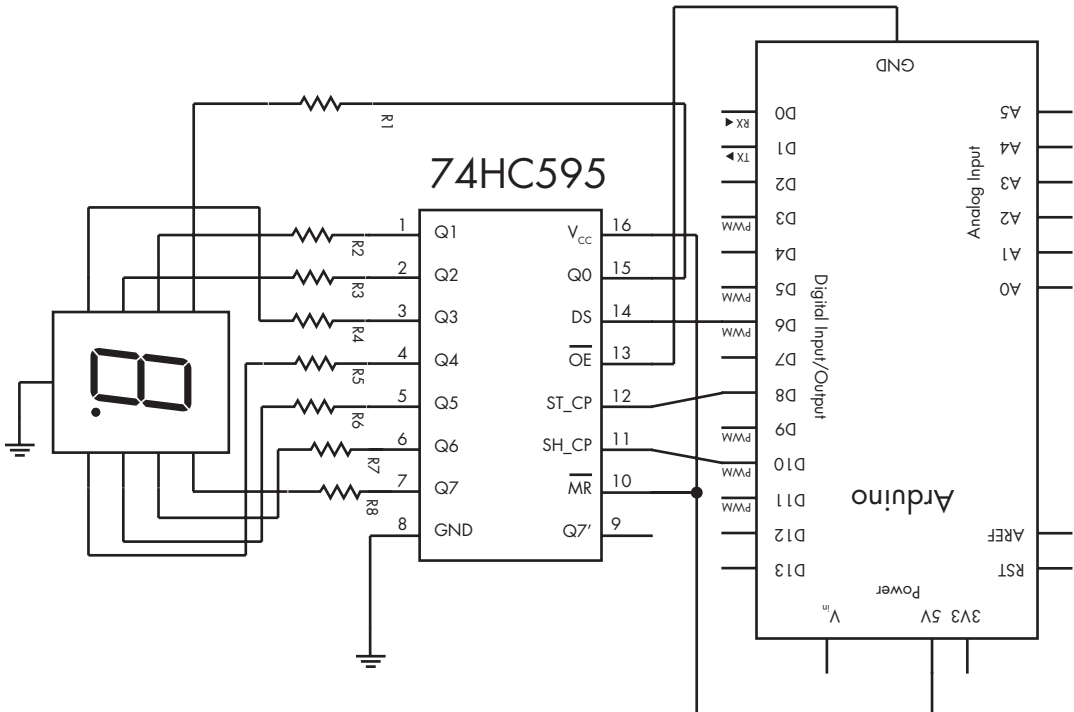 GND
R1
74HC595
R2
R3
R4
R5
R6
R7
R8
1 Q1 VCC 16
2 Q2 Q0 15
3 Q3 DS 14
4 Q4 OE 13
5 Q5 ST_CP 12
6 Q6 SH_CP 11
7 Q7 MR 10
8 GND Q7' 9
D0 A5
RX
D1 A4
TX
D2 A3
D3 A2
PWM
D4 A1
D5 A0
PWM
D6
PWM
D7
D8
D9
PWM
D10
PWM
D11
PWM
D12 AREF
D13 RST
Analog Input
Digital Input/Output
Arduino
Power
Vin 5V 3V3